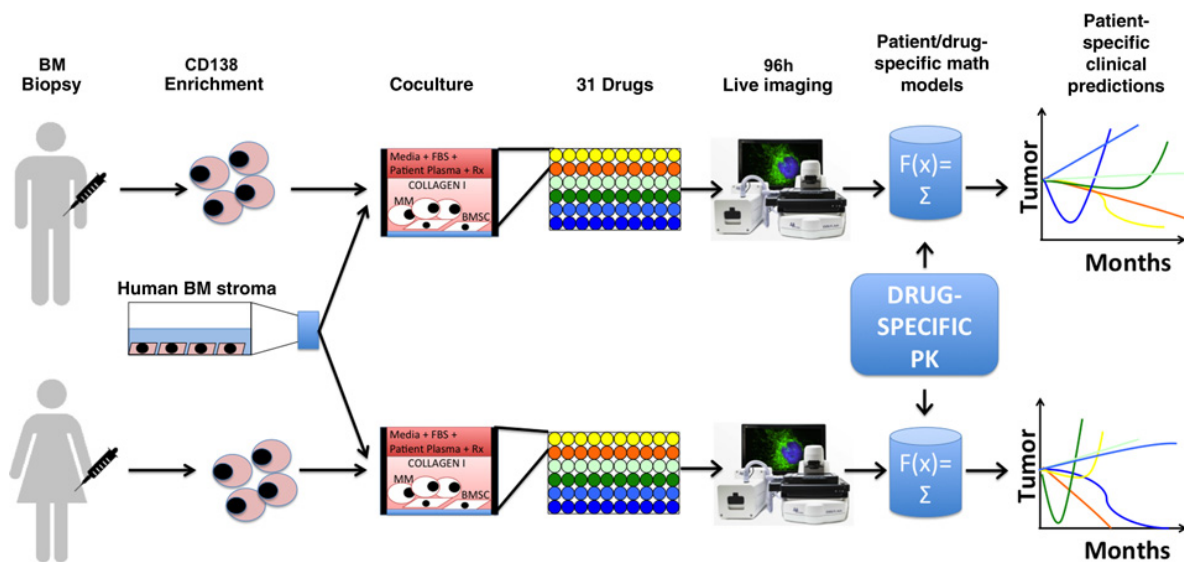 BM
Biopsy
CD138
Enrichment
Coculture
31 Drugs
96h
Live imaging
Patient/drug-
specific math
models
Patient-
specific
clinical
predictions
Media + FBS +
Patient Plasma + Rx
COLLAGEN I
MM
BMSC
F(x)=
Σ
Tumor
Months
Human BM stroma
DRUG-
SPECIFIC
PK
Media + FBS +
Patient Plasma + Rx
COLLAGEN I
MM
BMSC
F(x)=
Σ
Tumor
Months